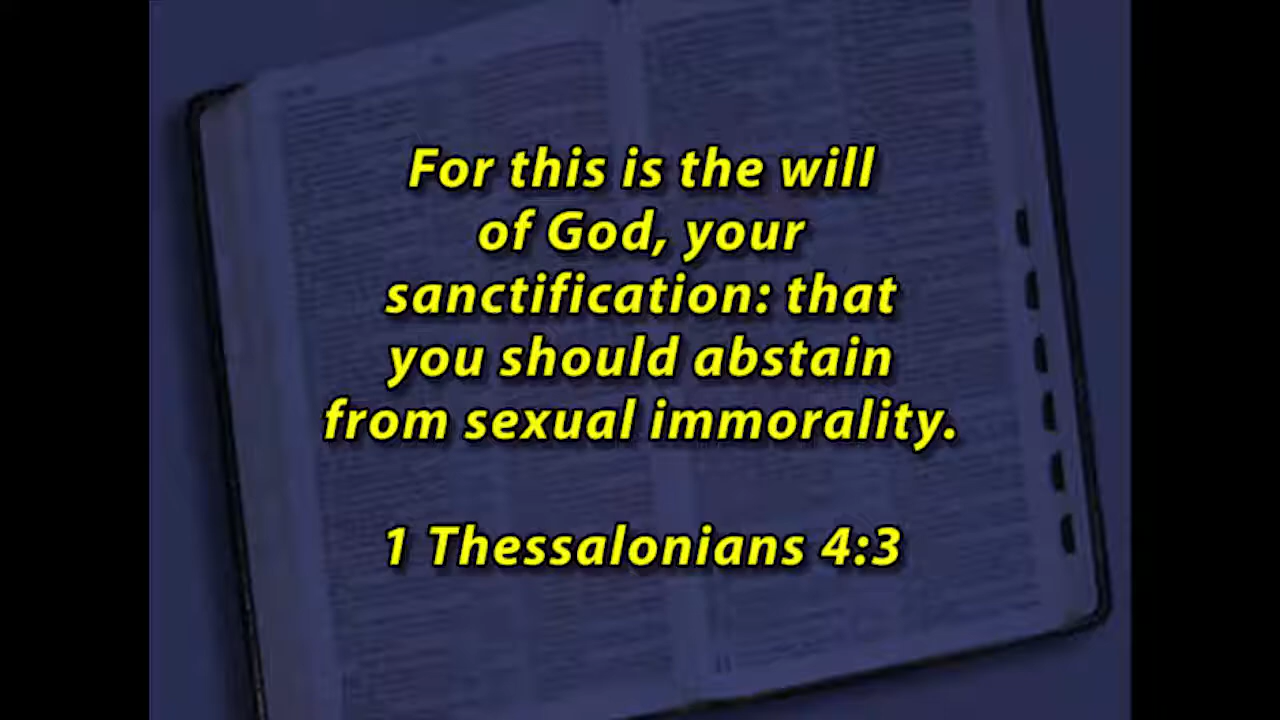 For this is the will
of God, your
sanctification: that
you should abstain
from sexual immorality.
1 Thessalonians 4:3